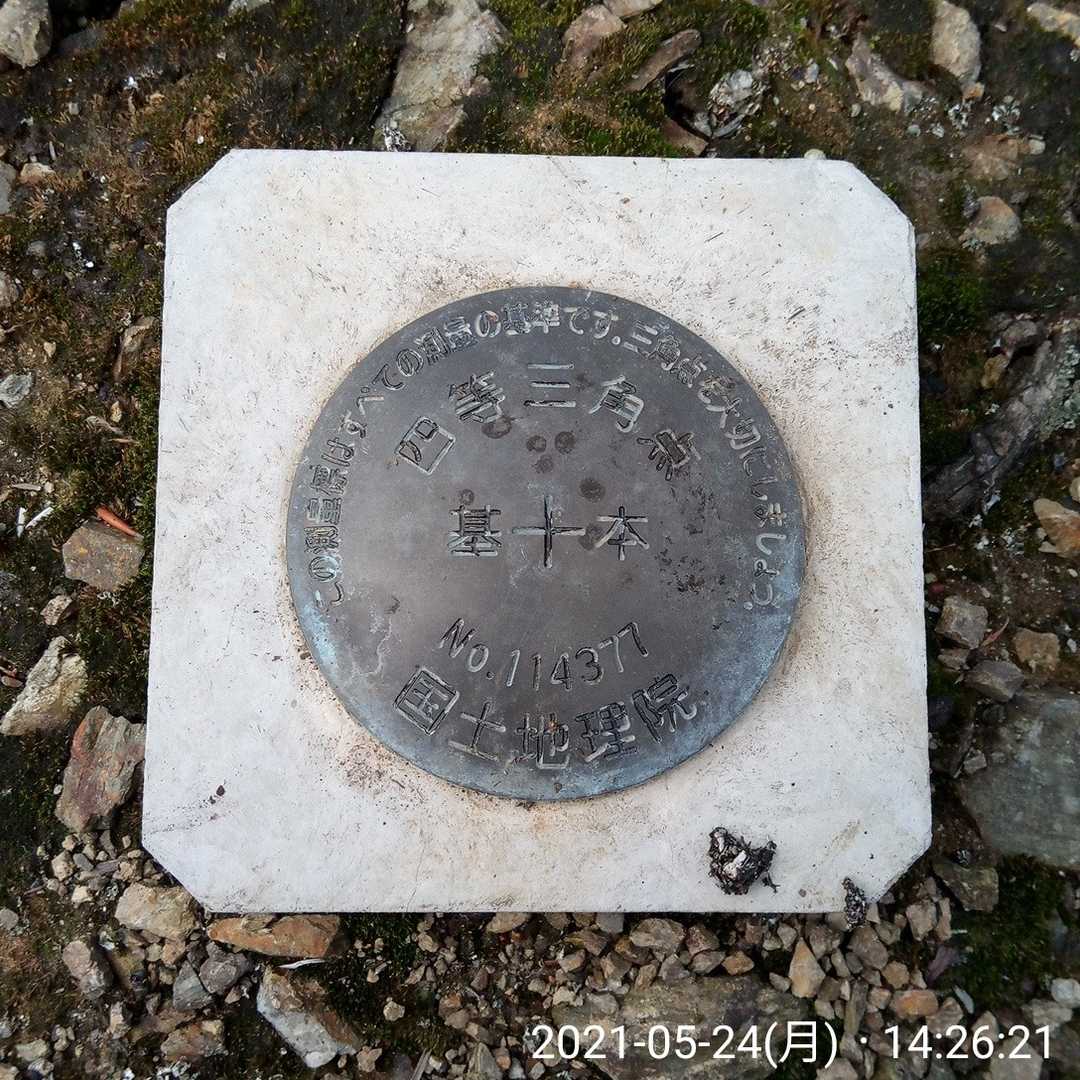 この測量標はすべての測量の基準です.三角点を大切にしましょう.
四等三角点
基十本
No.114377
国土地理院
2021-05-24(月)・14:26:21